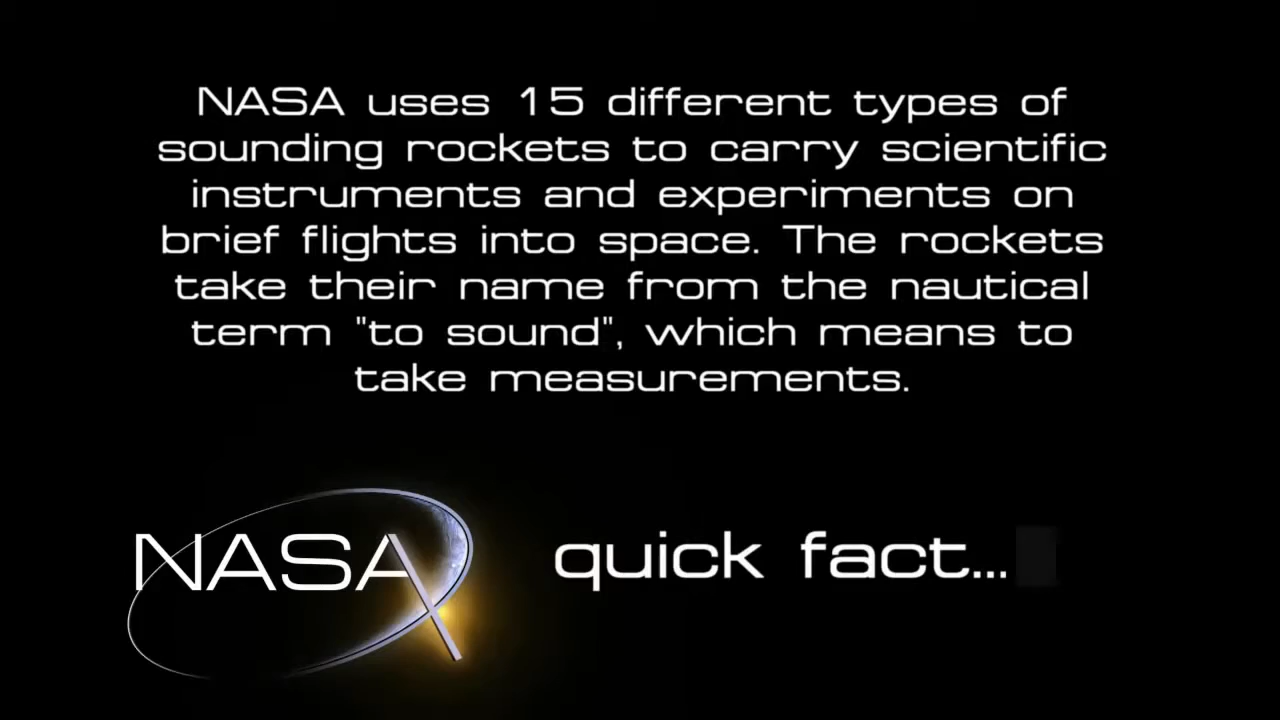 NASA uses 15 different types of
sounding rockets to carry scientific
instruments and experiments on
brief flights into space. The rockets
take their name from the nautical
term "to sound", which means to
take measurements.
NASA quick fact...